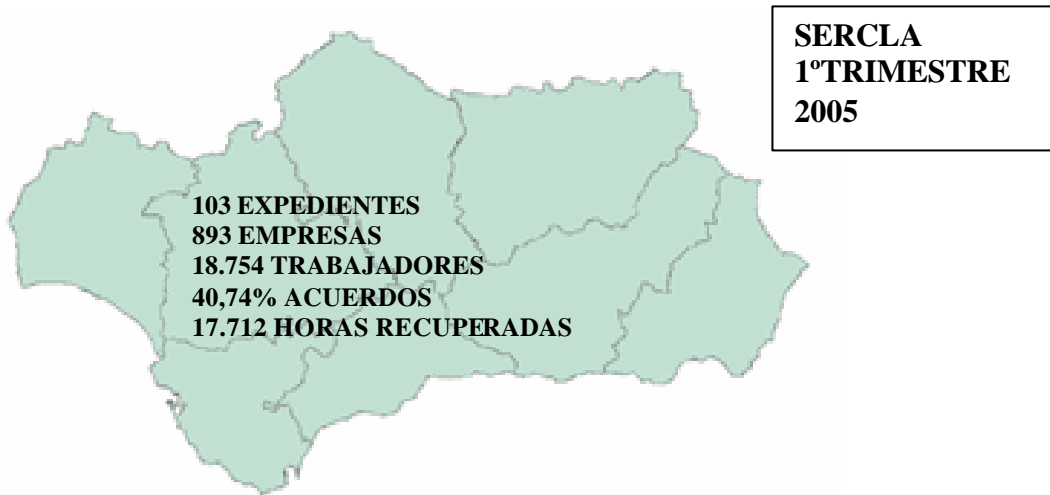 SERCLA
1ºTRIMESTRE
2005
103 EXPEDIENTES
893 EMPRESAS
18.754 TRABAJADORES
40,74% ACUERDOS
17.712 HORAS RECUPERADAS